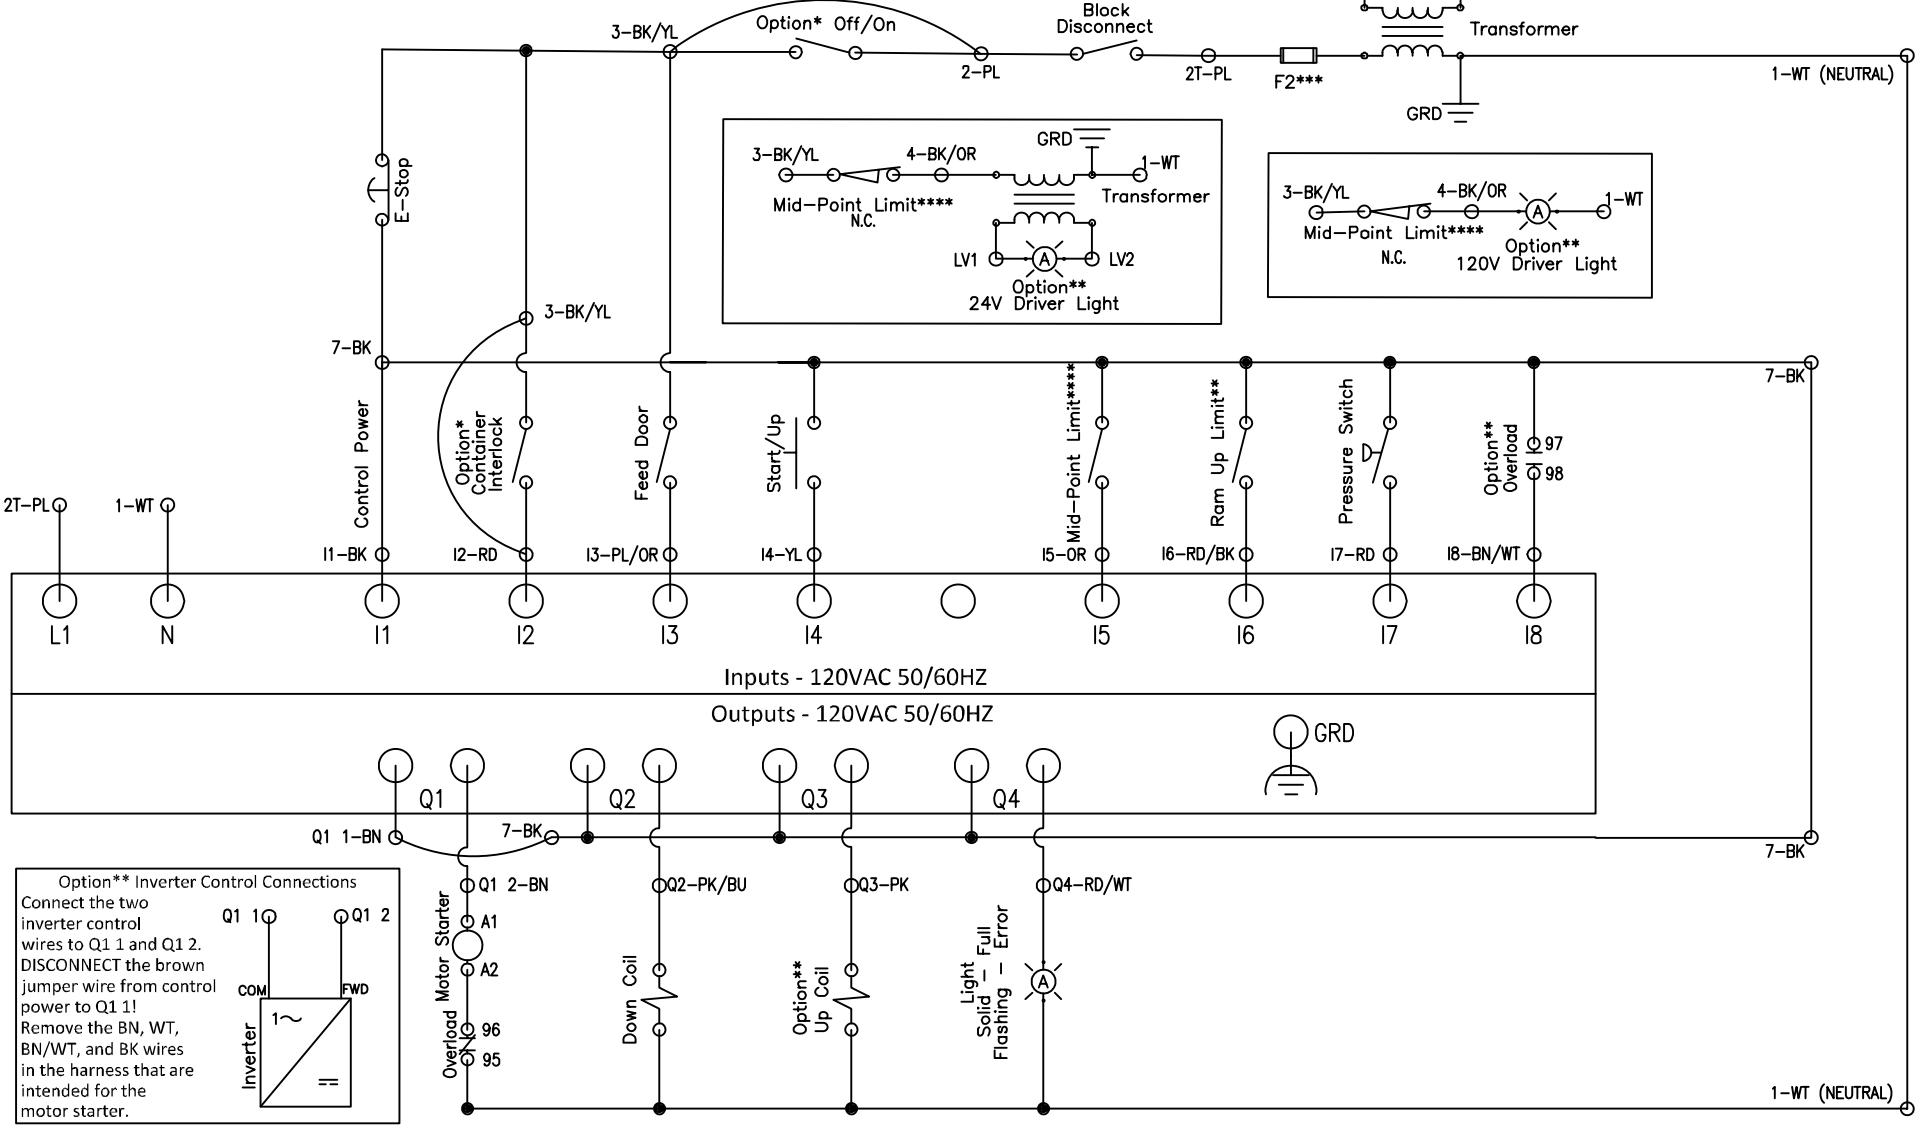 Block
Disconnect
Option* Off/On
3-BK/YL
Transformer
2-PL
2T-PL
F2***
1-WT (NEUTRAL)
GRD
E-Stop
GRD
3-BK/YL
4-BK/OR
1-WT
Mid-Point Limit****
N.C.
Transformer
LV1
LV2
Option**
24V Driver Light
3-BK/YL
4-BK/OR
1-WT
Mid-Point Limit****
N.C.
Option**
120V Driver Light
3-BK/YL
7-BK
7-BK
Control Power
Option*
Container
Interlock
Feed Door
Start/Up
Mid-Point Limit****
Ram Up Limit**
Pressure Switch
Option**
Overload
97
98
2T-PL
1-WT
I1-BK
I2-RD
I3-PL/OR
I4-YL
I5-OR
I6-RD/BK
I7-RD
I8-BN/WT
L1
N
I1
I2
I3
I4
I5
I6
I7
I8
Inputs - 120VAC 50/60HZ
Outputs - 120VAC 50/60HZ
GRD
Q1
Q2
Q3
Q4
Q1 1-BN
7-BK
7-BK
Q1 2-BN
Q2-PK/BU
Q3-PK
Q4-RD/WT
Motor Starter
A1
A2
Overload
96
95
Down Coil
Option**
Up Coil
Light
Solid - Full
Flashing - Error
A
A
A
1-WT (NEUTRAL)
Option** Inverter Control Connections
Connect the two
inverter control
wires to Q1 1 and Q1 2.
DISCONNECT the brown
jumper wire from control
power to Q1 1!
Remove the BN, WT,
BN/WT, and BK wires
in the harness that are
intended for the
motor starter.
Q1 1
Q1 2
COM
FWD
1~
Inverter